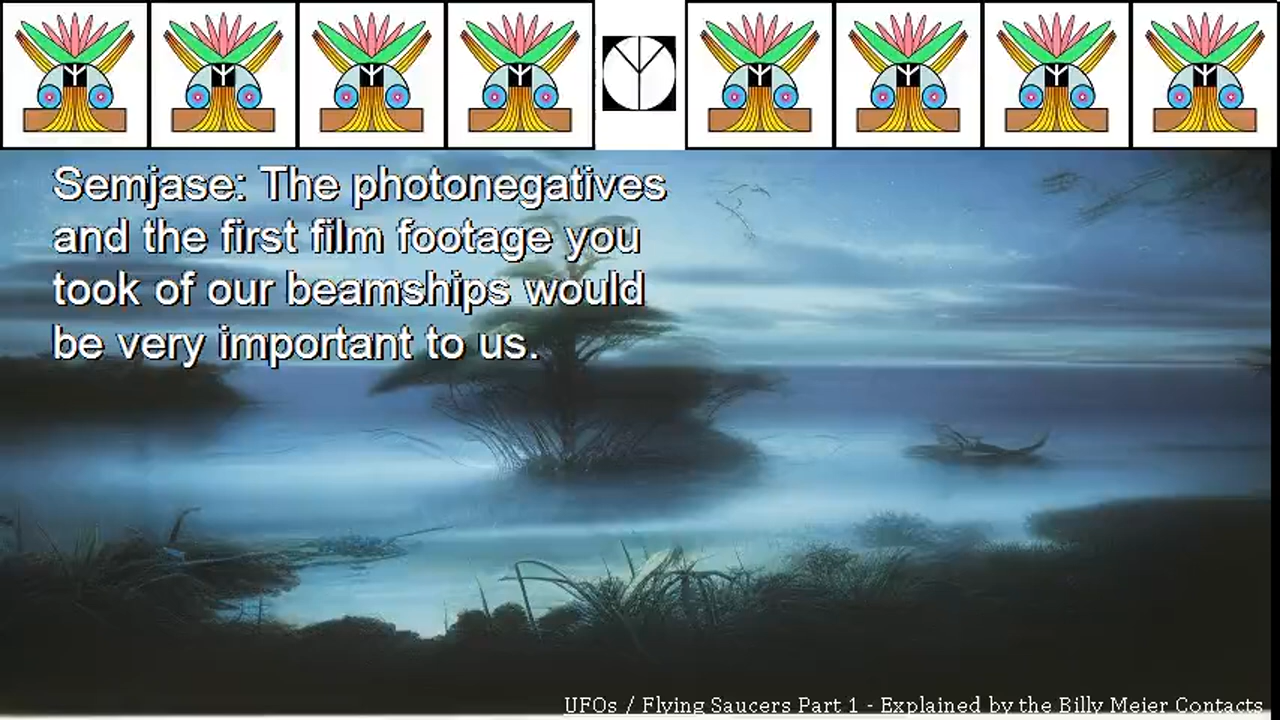 Semjase: The photonegatives
and the first film footage you
took of our beamships would
be very important to us.
UFOs / Flying Saucers Part 1 - Explained by the Billy Meier Contacts